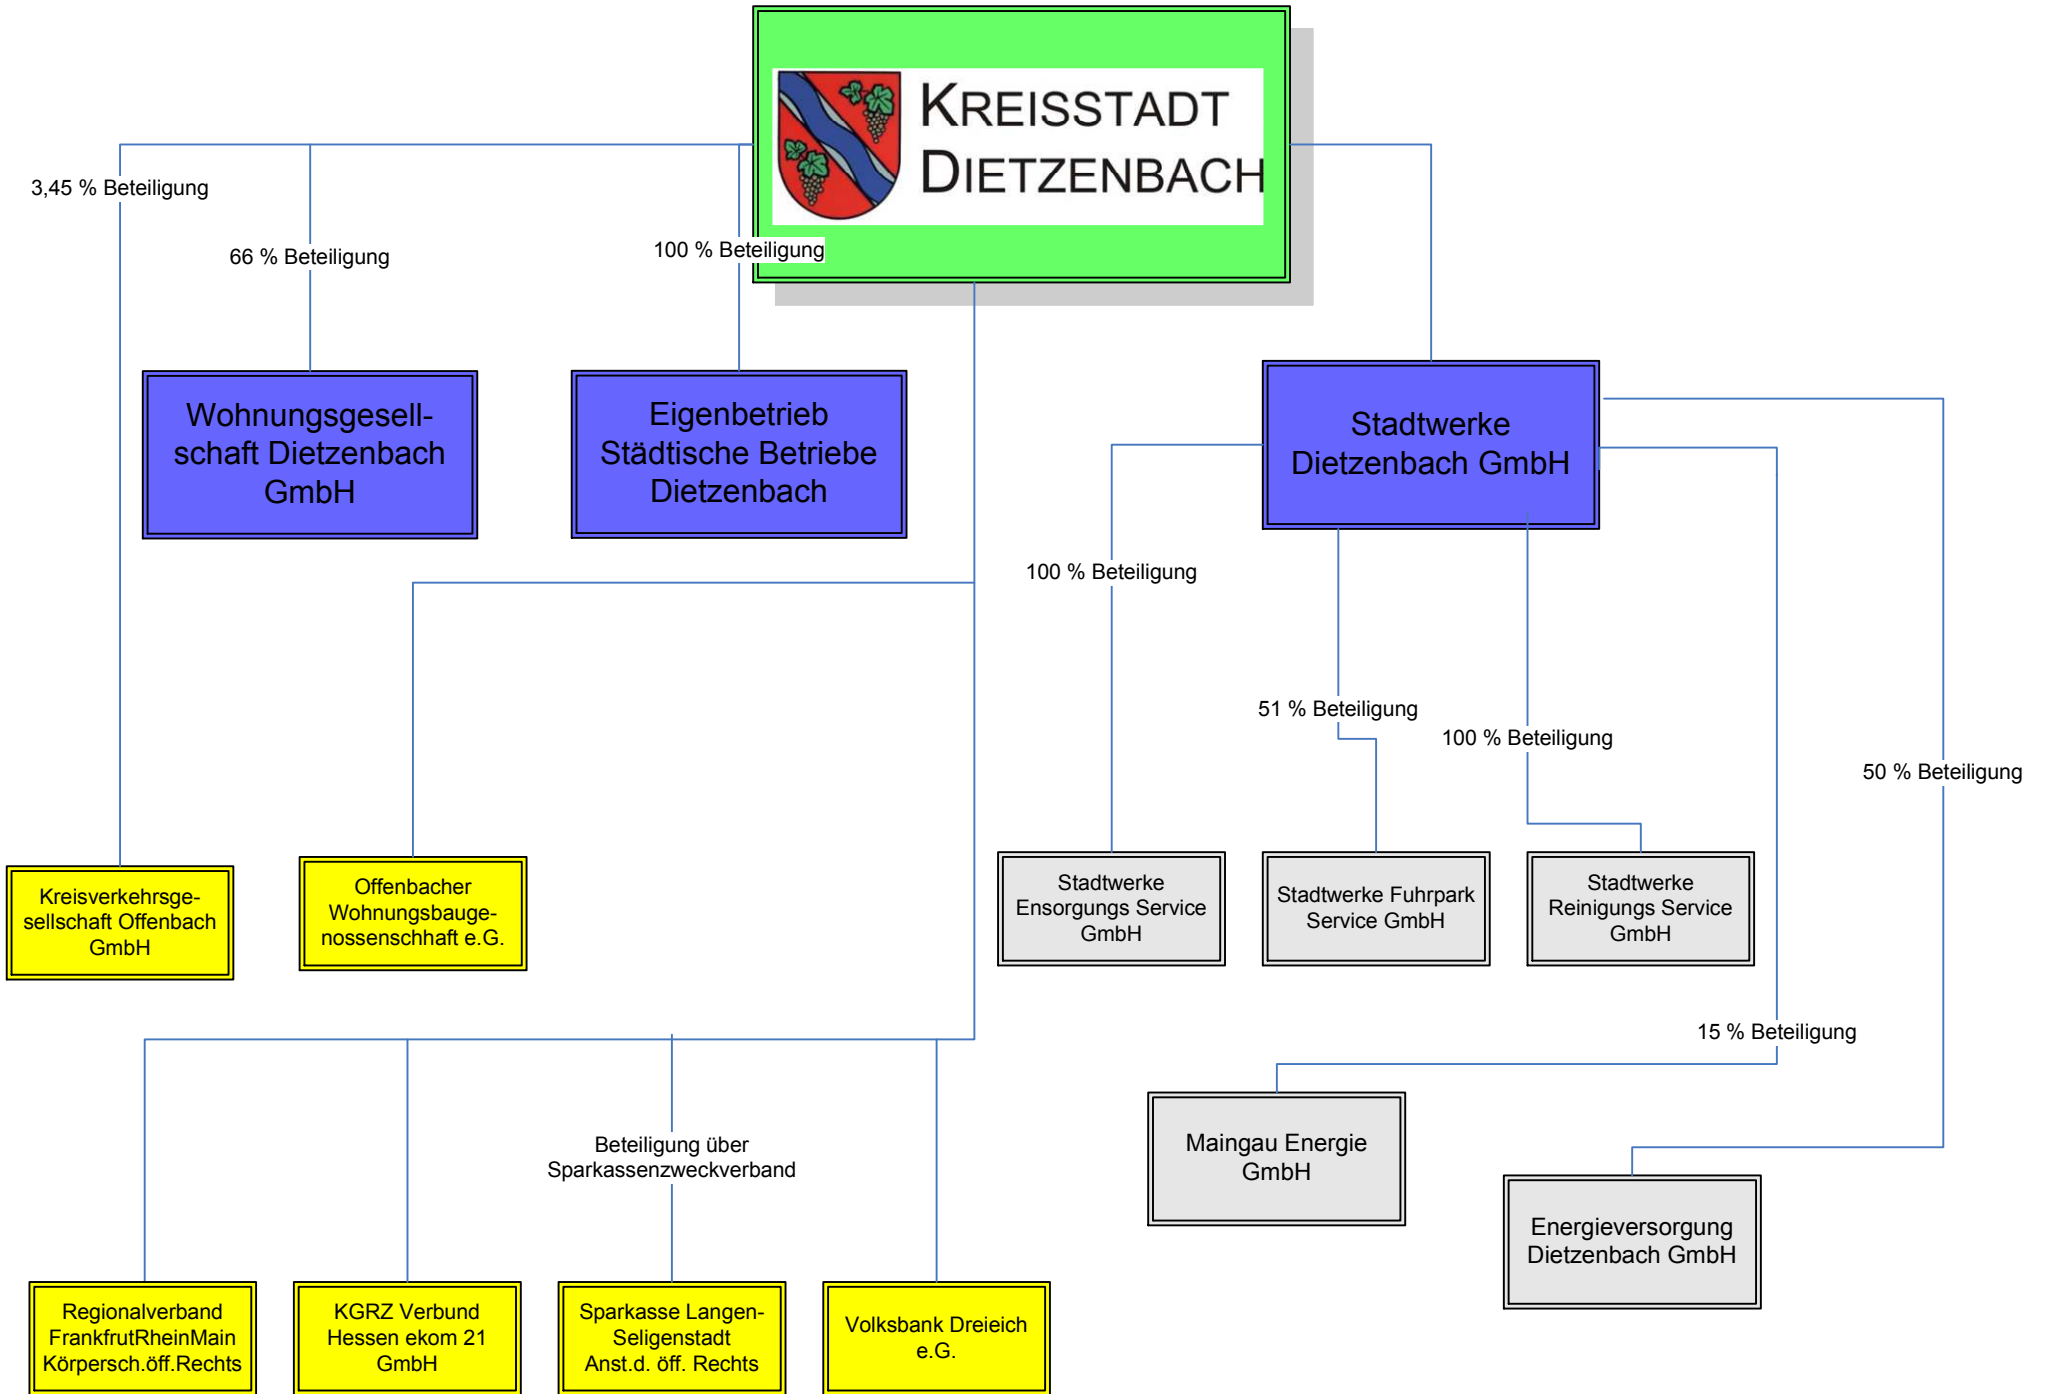 KREISSTADT
DIETZENBACH
3,45 % Beteiligung
66 % Beteiligung
100 % Beteiligung
Wohnungsgesell-
schaft Dietzenbach
GmbH
Eigenbetrieb
Städtische Betriebe
Dietzenbach
Stadtwerke
Dietzenbach GmbH
100 % Beteiligung
51 % Beteiligung
100 % Beteiligung
50 % Beteiligung
Kreisverkehrsge-
sellschaft Offenbach
GmbH
Offenbacher
Wohnungsbauge-
nossenschhaft e.G.
Stadtwerke
Ensorgungs Service
GmbH
Stadtwerke Fuhrpark
Service GmbH
Stadtwerke
Reinigungs Service
GmbH
15 % Beteiligung
Beteiligung über
Sparkassenzweckverband
Maingau Energie
GmbH
Energieversorgung
Dietzenbach GmbH
Regionalverband
FrankfrutRheinMain
Körpersch.öff.Rechts
KGRZ Verbund
Hessen ekom 21
GmbH
Sparkasse Langen-
Seligenstadt
Anst.d. öff. Rechts
Volksbank Dreieich
e.G.